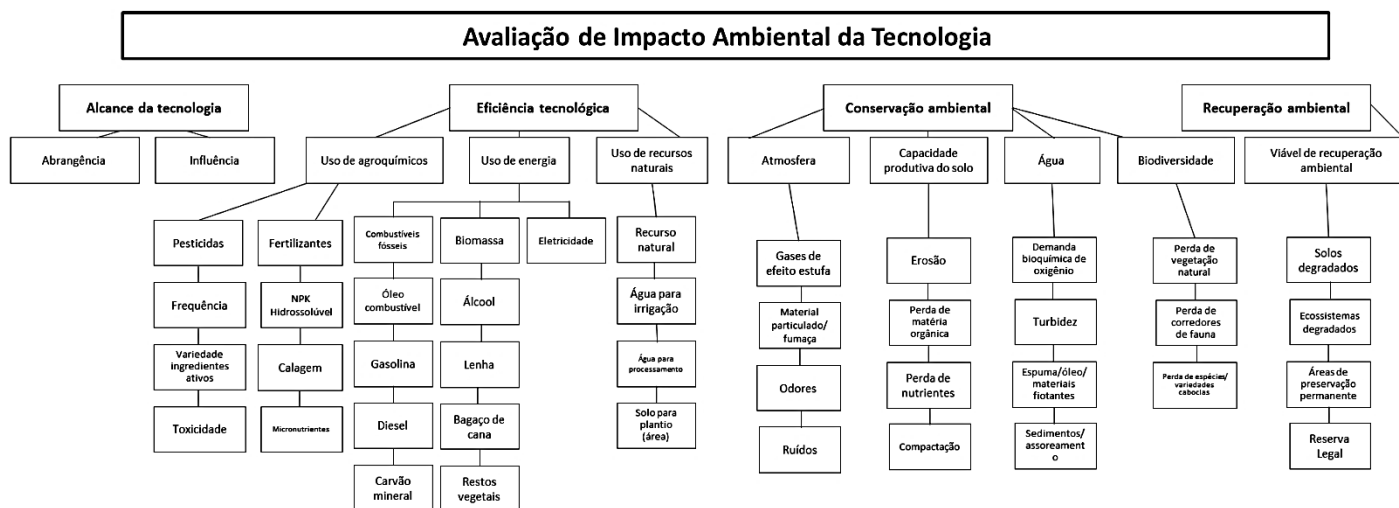 Avaliação de Impacto Ambiental da Tecnologia
Alcance da tecnologia
Eficiência tecnológica
Conservação ambiental
Recuperação ambiental
Abrangência
Influência
Uso de agroquímicos
Uso de energia
Uso de recursos
naturais
Atmosfera
Capacidade
produtiva do solo
Água
Biodiversidade
Viável de recuperação
ambiental
Pesticidas
Frequência
Variedade
ingredientes
ativos
Toxicidade
Fertilizantes
NPK
Hidrossolúvel
Calagem
Micronutrientes
Combustíveis
fósseis
Óleo
combustível
Gasolina
Diesel
Carvão
mineral
Biomassa
Álcool
Lenha
Bagaço de
cana
Restos
vegetais
Eletricidade
Recurso
natural
Água para
irrigação
Água para
processamento
Solo para
plantio
(área)
Gases de
efeito estufa
Material
particulado/
fumaça
Odores
Ruídos
Erosão
Perda de
matéria
orgânica
Perda de
nutrientes
Compactação
Demanda
bioquímica de
oxigênio
Turbidez
Espuma/óleo/
materiais
fiotantes
Sedimentos/
assoreament
o
Perda de
vegetação
natural
Perda de
corredores
de fauna
Perda de espécies/
variedades
caboclas
Solos
degradados
Ecossistemas
degradados
Áreas de
preservação
permanente
Reserva
Legal